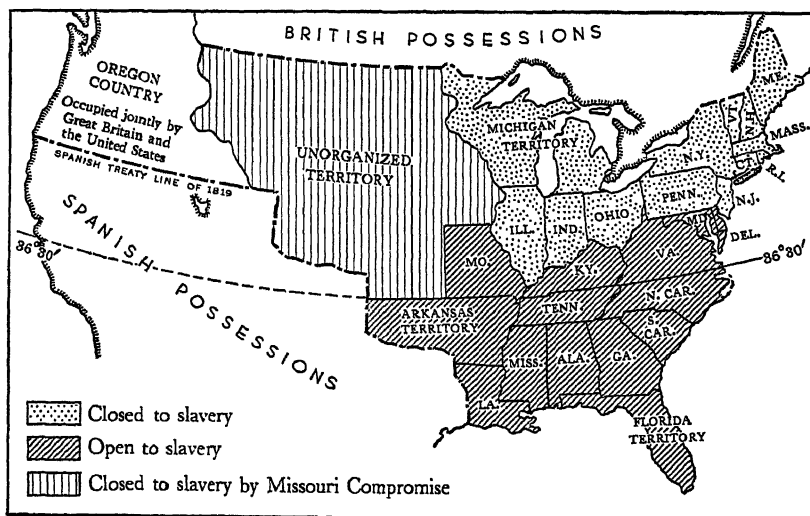 BRITISH POSSESSIONS
OREGON
COUNTRY
Occupied jointly by
Great Britain and
the United States
SPANISH TREATY LINE OF 1819
UNORGANIZED
TERRITORY
MICHIGAN
TERRITORY
ME.
VT.
N.H.
MASS.
N.Y.
CT.
R.I.
PENN.
N.J.
OHIO
IND.
ILL.
MD.
DEL.
36°30'
SPANISH POSSESSIONS
36°30'
MO.
KY.
VA.
ARKANSAS
TERRITORY
TENN.
N. CAR.
S.
CAR.
MISS.
ALA.
GA.
LA.
FLORIDA
TERRITORY
Closed to slavery
Open to slavery
Closed to slavery by Missouri Compromise